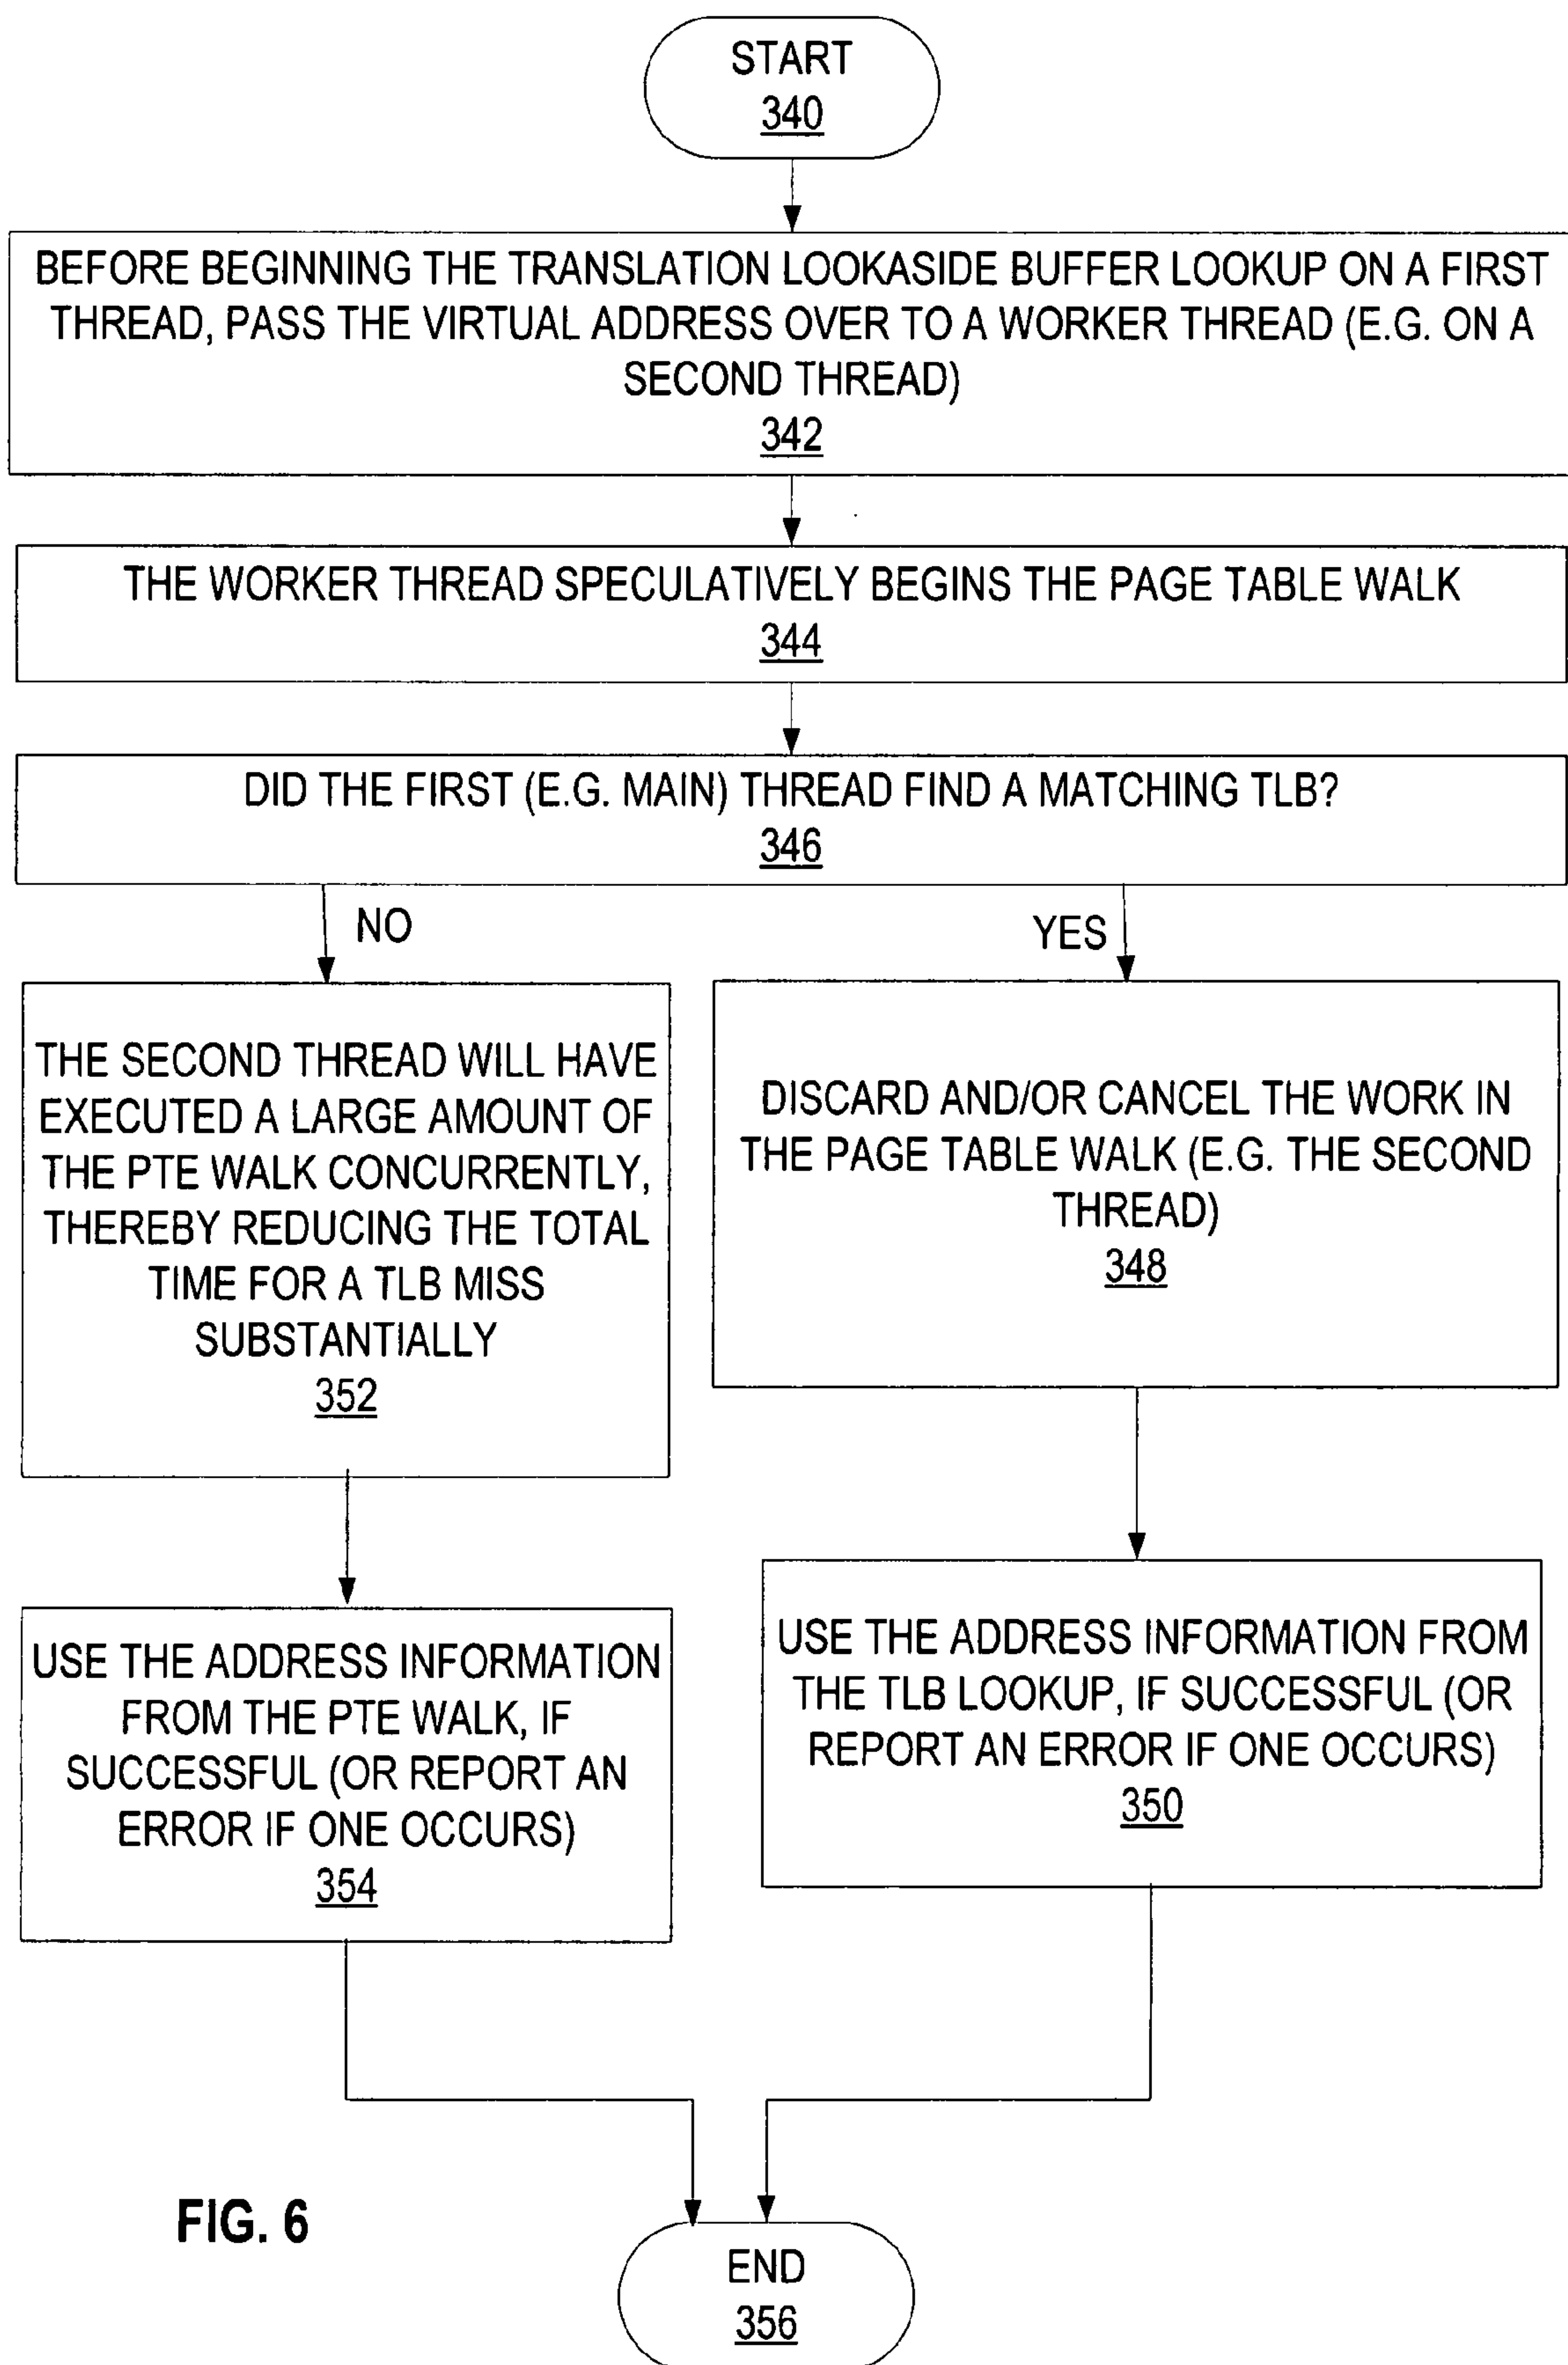 START
340
BEFORE BEGINNING THE TRANSLATION LOOKASIDE BUFFER LOOKUP ON A FIRST
THREAD, PASS THE VIRTUAL ADDRESS OVER TO A WORKER THREAD (E.G. ON A
SECOND THREAD)
342
THE WORKER THREAD SPECULATIVELY BEGINS THE PAGE TABLE WALK
344
DID THE FIRST (E.G. MAIN) THREAD FIND A MATCHING TLB?
346
NO
YES
THE SECOND THREAD WILL HAVE
EXECUTED A LARGE AMOUNT OF
THE PTE WALK CONCURRENTLY,
THEREBY REDUCING THE TOTAL
TIME FOR A TLB MISS
SUBSTANTIALLY
352
DISCARD AND/OR CANCEL THE WORK IN
THE PAGE TABLE WALK (E.G. THE SECOND
THREAD)
348
USE THE ADDRESS INFORMATION
FROM THE PTE WALK, IF
SUCCESSFUL (OR REPORT AN
ERROR IF ONE OCCURS)
354
USE THE ADDRESS INFORMATION FROM
THE TLB LOOKUP, IF SUCCESSFUL (OR
REPORT AN ERROR IF ONE OCCURS)
350
FIG. 6
END
356